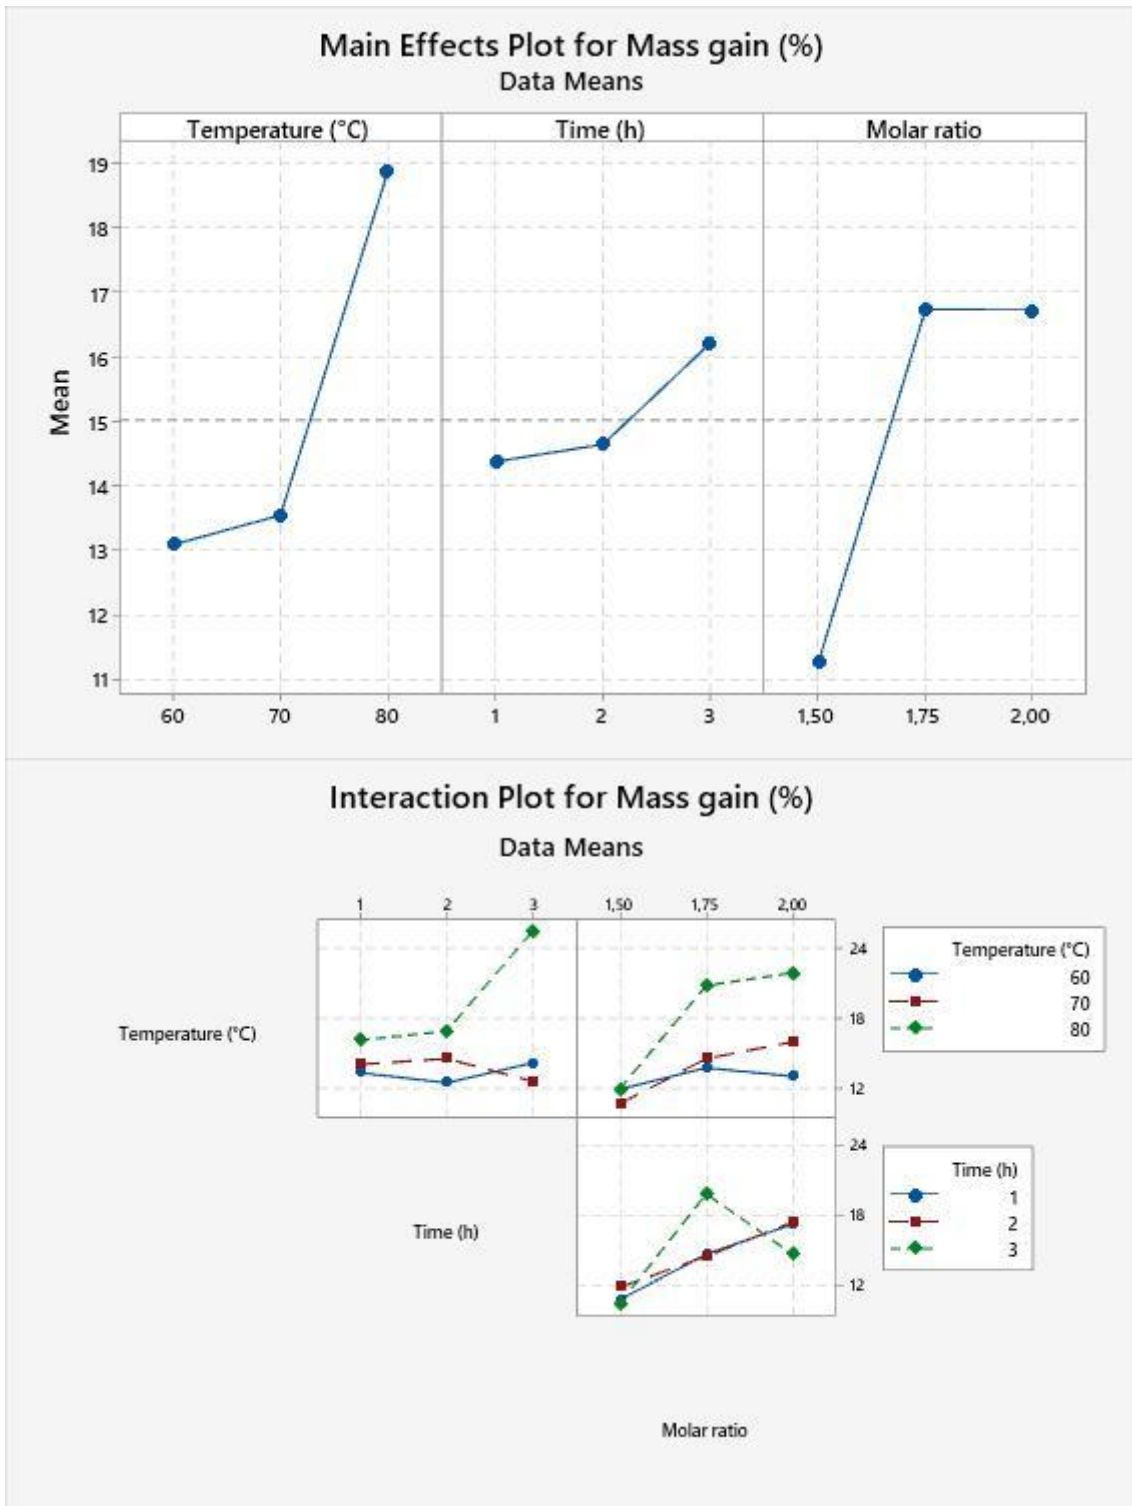 Main Effects Plot for Mass gain (%)
Data Means
Temperature (°C) Time (h) Molar ratio
Mean
19
18
17
16
15
14
13
12
11
60 70 80 1 2 3 1,50 1,75 2,00
Interaction Plot for Mass gain (%)
Data Means
1 2 3 1,50 1,75 2,00
Temperature (°C)
24
18
12
Temperature (°C)
60
70
80
Time (h)
24
18
12
Time (h)
1
2
3
Molar ratio